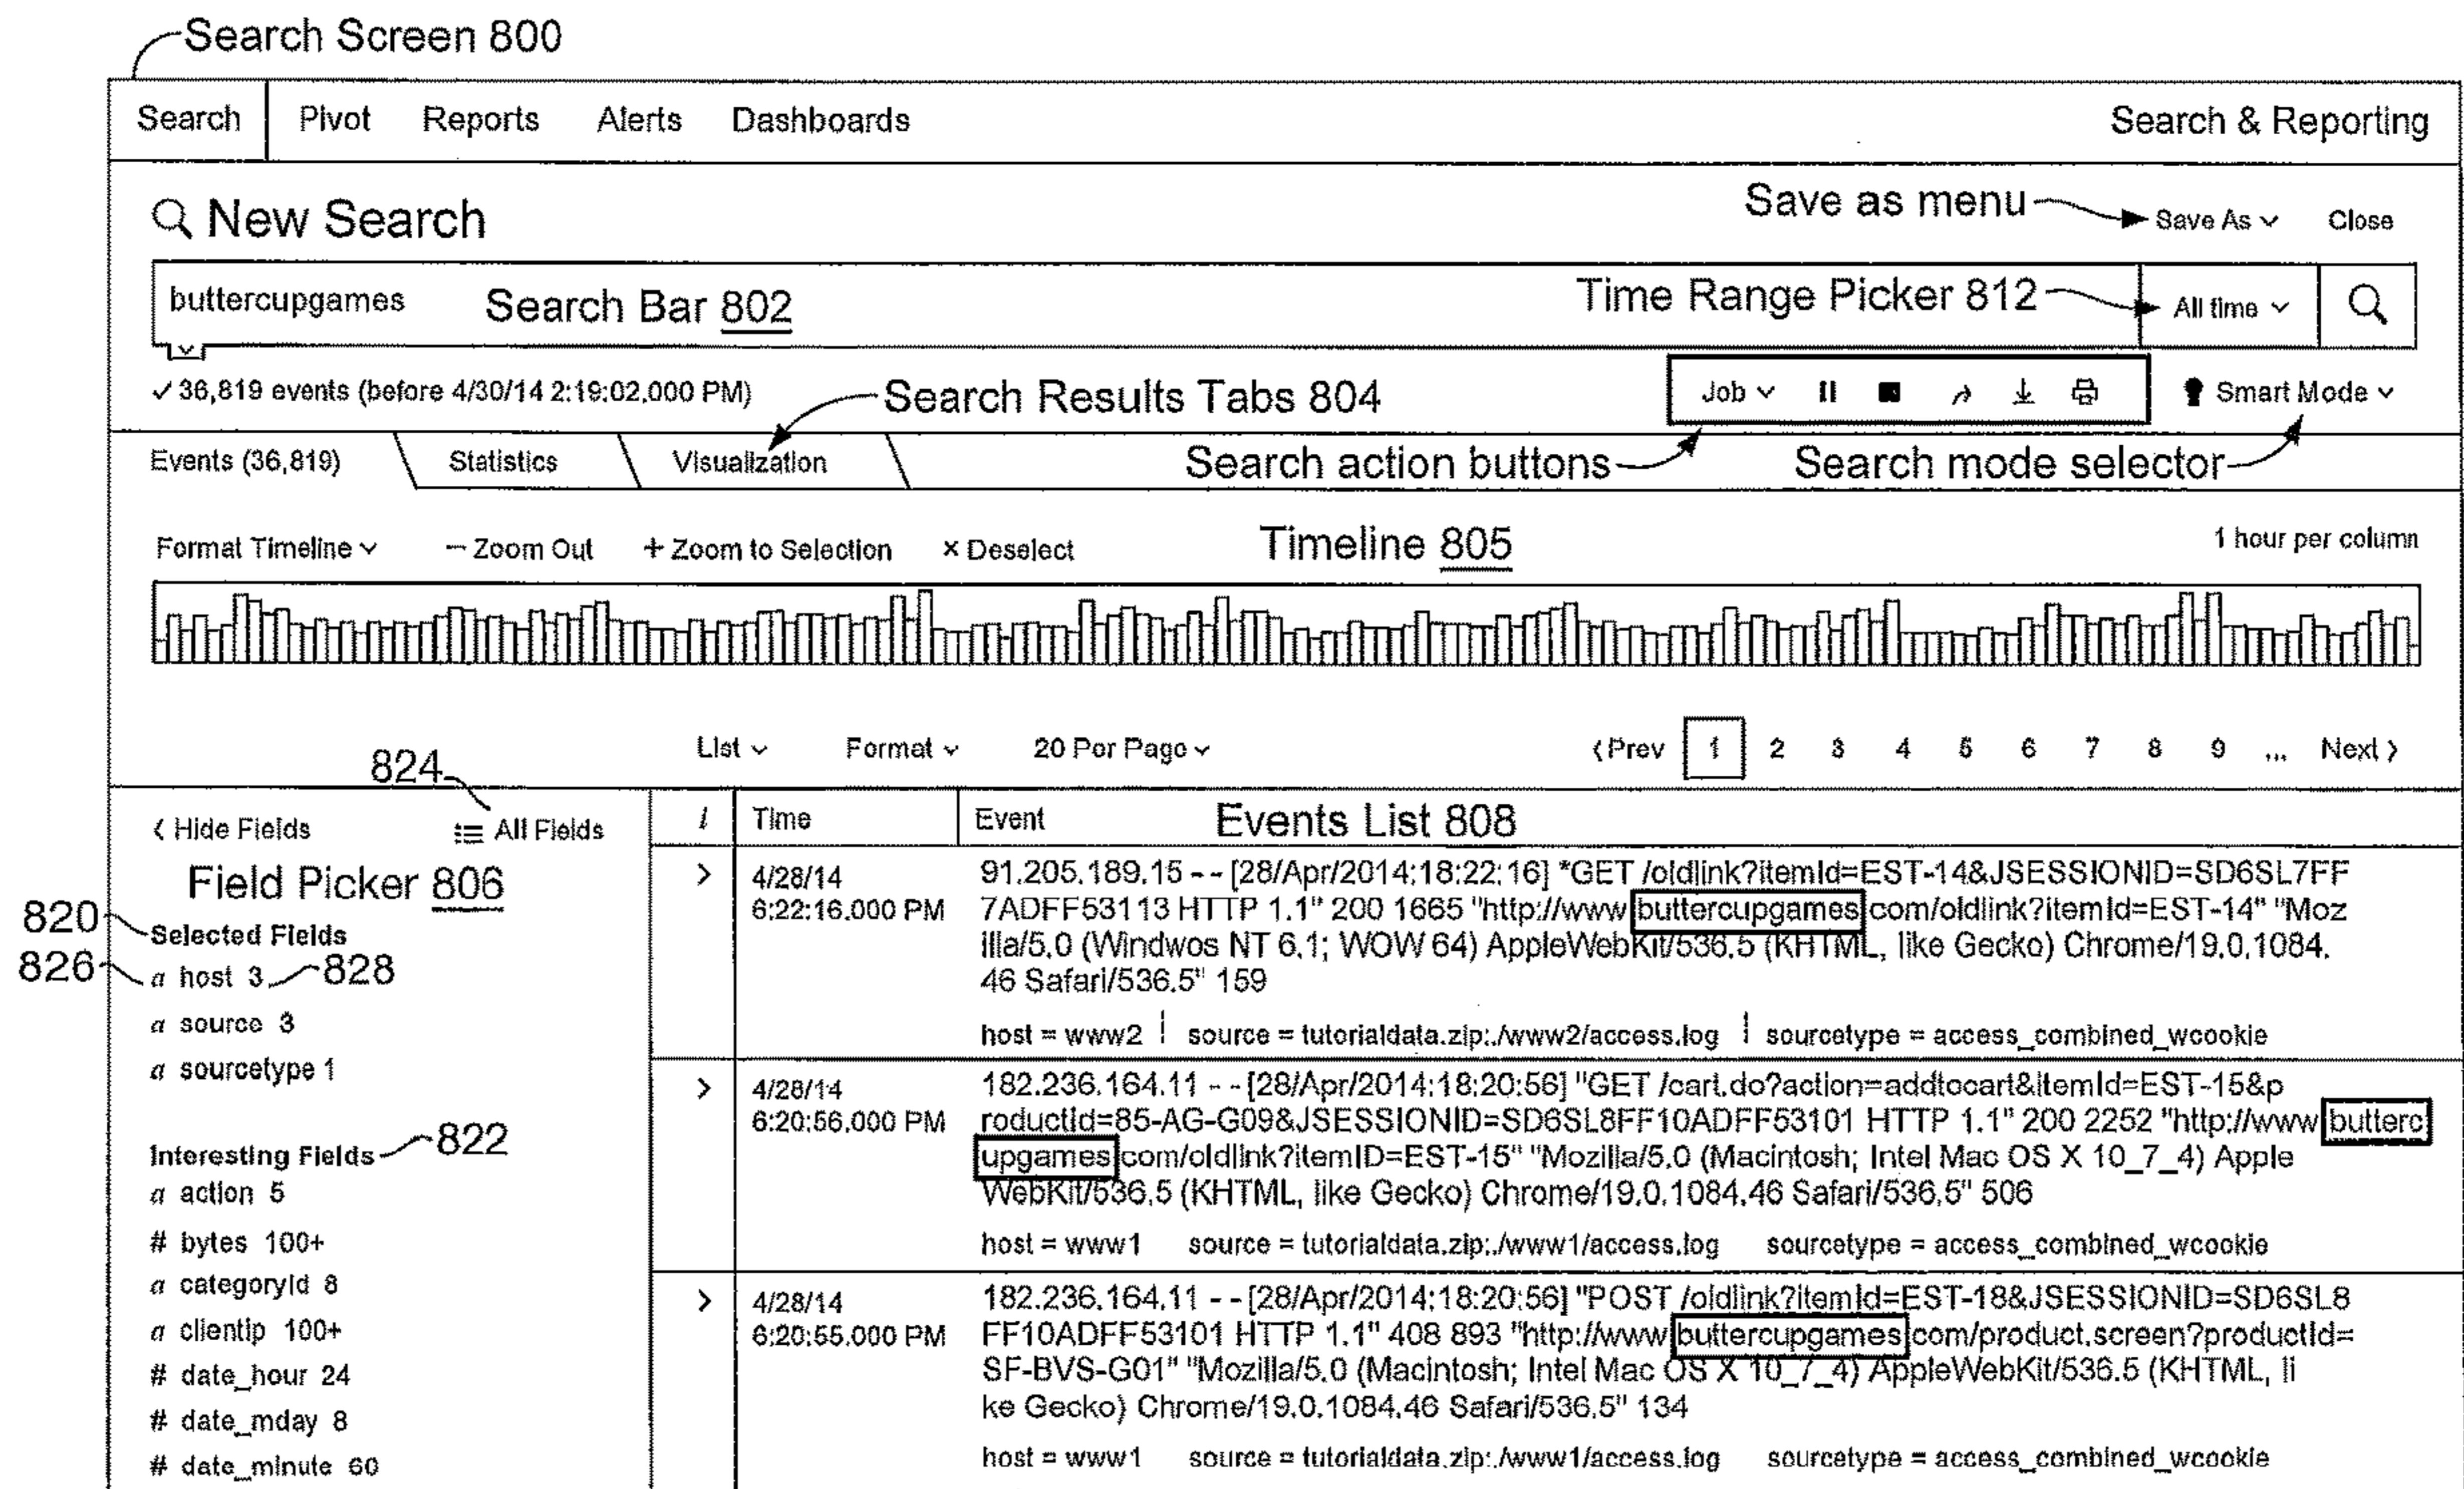 Search Screen 800
Search Pivot Reports Alerts Dashboards Search & Reporting
New Search Save as menu Save As Close
buttercupgames Search Bar 802 Time Range Picker 812 All time
✓ 36,819 events (before 4/30/14 2:19:02.000 PM) Search Results Tabs 804 Job Smart Mode
Events (36,819) Statistics Visualization Search action buttons Search mode selector
Format Timeline — Zoom Out + Zoom to Selection × Deselect Timeline 805 1 hour per column
List Format 20 Per Page < Prev 1 2 3 4 5 6 7 8 9 ... Next >
824
< Hide Fields All Fields i Time Event Events List 808
Field Picker 806
820
Selected Fields
826 a host 3 828
a source 3
a sourcetype 1
Interesting Fields 822
a action 5
# bytes 100+
a categoryId 8
a clientip 100+
# date_hour 24
# date_mday 8
# date_minute 60
> 4/28/14
6:22:16.000 PM
91.205.189.15 - - [28/Apr/2014:18:22:16] "GET /oldlink?itemId=EST-14&JSESSIONID=SD6SL7FF
7ADFF53113 HTTP 1.1" 200 1665 "http://www.buttercupgames.com/oldlink?itemId=EST-14" "Moz
illa/5.0 (Windwos NT 6.1; WOW 64) AppleWebKit/536.5 (KHTML, like Gecko) Chrome/19.0.1084.
46 Safari/536.5" 159
host = www2 source = tutorialdata.zip:./www2/access.log sourcetype = access_combined_wcookie
> 4/28/14
6:20:56.000 PM
182.236.164.11 - - [28/Apr/2014:18:20:56] "GET /cart.do?action=addtocart&itemId=EST-15&p
roductId=85-AG-G09&JSESSIONID=SD6SL8FF10ADFF53101 HTTP 1.1" 200 2252 "http://www.butterc
upgames.com/oldlink?itemID=EST-15" "Mozilla/5.0 (Macintosh; Intel Mac OS X 10_7_4) Apple
WebKit/536.5 (KHTML, like Gecko) Chrome/19.0.1084.46 Safari/536.5" 506
host = www1 source = tutorialdata.zip:./www1/access.log sourcetype = access_combined_wcookie
> 4/28/14
6:20:55.000 PM
182.236.164.11 - - [28/Apr/2014:18:20:56] "POST /oldlink?itemId=EST-18&JSESSIONID=SD6SL8
FF10ADFF53101 HTTP 1.1" 408 893 "http://www.buttercupgames.com/product.screen?productId=
SF-BVS-G01" "Mozilla/5.0 (Macintosh; Intel Mac OS X 10_7_4) AppleWebKit/536.5 (KHTML, li
ke Gecko) Chrome/19.0.1084.46 Safari/536.5" 134
host = www1 source = tutorialdata.zip:./www1/access.log sourcetype = access_combined_wcookie